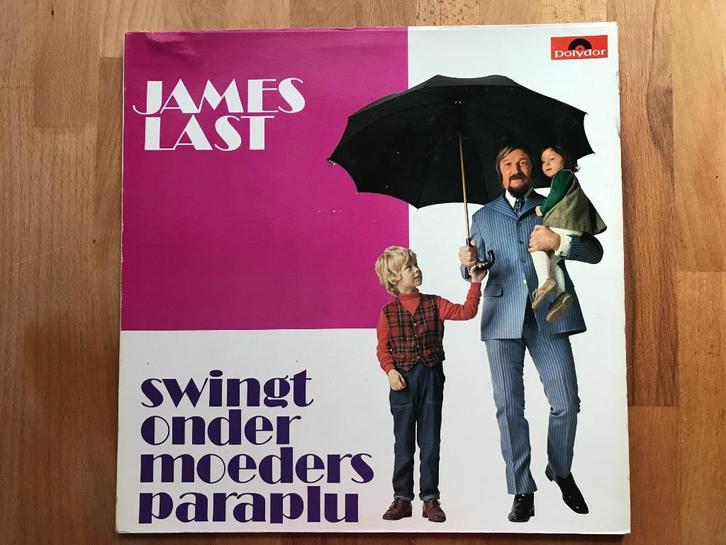 polydor
JAMES
LAST
swingt
onder
moeders
paraplu